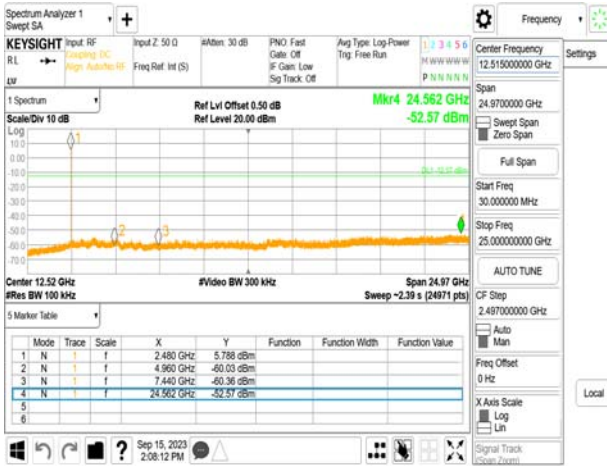 Spectrum Analyzer 1
Swept SA
+
Frequency
Settings
KEYSIGHT
RL
Input: RF
Coupling: DC
Align: Auto/No RF
Input Z: 50 Ω
Freq Ref: Int (S)
#Atten: 30 dB
PNO: Fast
Gate: Off
IF Gain: Low
Sig Track: Off
Avg Type: Log-Power
Trig: Free Run
1 2 3 4 5 6
M W W W W W
P N N N N N
Center Frequency
12.515000000 GHz
Span
24.9700000 GHz
Swept Span
Zero Span
Full Span
Start Freq
30.000000 MHz
Stop Freq
25.000000000 GHz
AUTO TUNE
CF Step
2.497000000 GHz
Auto
Man
Freq Offset
0 Hz
X Axis Scale
Log
Lin
Signal Track
(Span Zoom)
Local
1 Spectrum
Scale/Div 10 dB
Ref Lvl Offset 0.50 dB
Ref Level 20.00 dBm
Mkr4 24.562 GHz
-52.57 dBm
Log
10.0
0.00
-10.0
-20.0
-30.0
-40.0
-50.0
-60.0
-70.0
1
2
3
Center 12.52 GHz
#Res BW 100 kHz
#Video BW 300 kHz
Span 24.97 GHz
Sweep ~2.39 s (24971 pts)
5 Marker Table
Mode Trace Scale X Y Function Function Width Function Value
1 N 1 f 2.480 GHz 5.788 dBm
2 N 1 f 4.960 GHz -60.03 dBm
3 N 1 f 7.440 GHz -60.36 dBm
4 N 1 f 24.562 GHz -52.57 dBm
5
6
?
Sep 15, 2023
2:08:12 PM